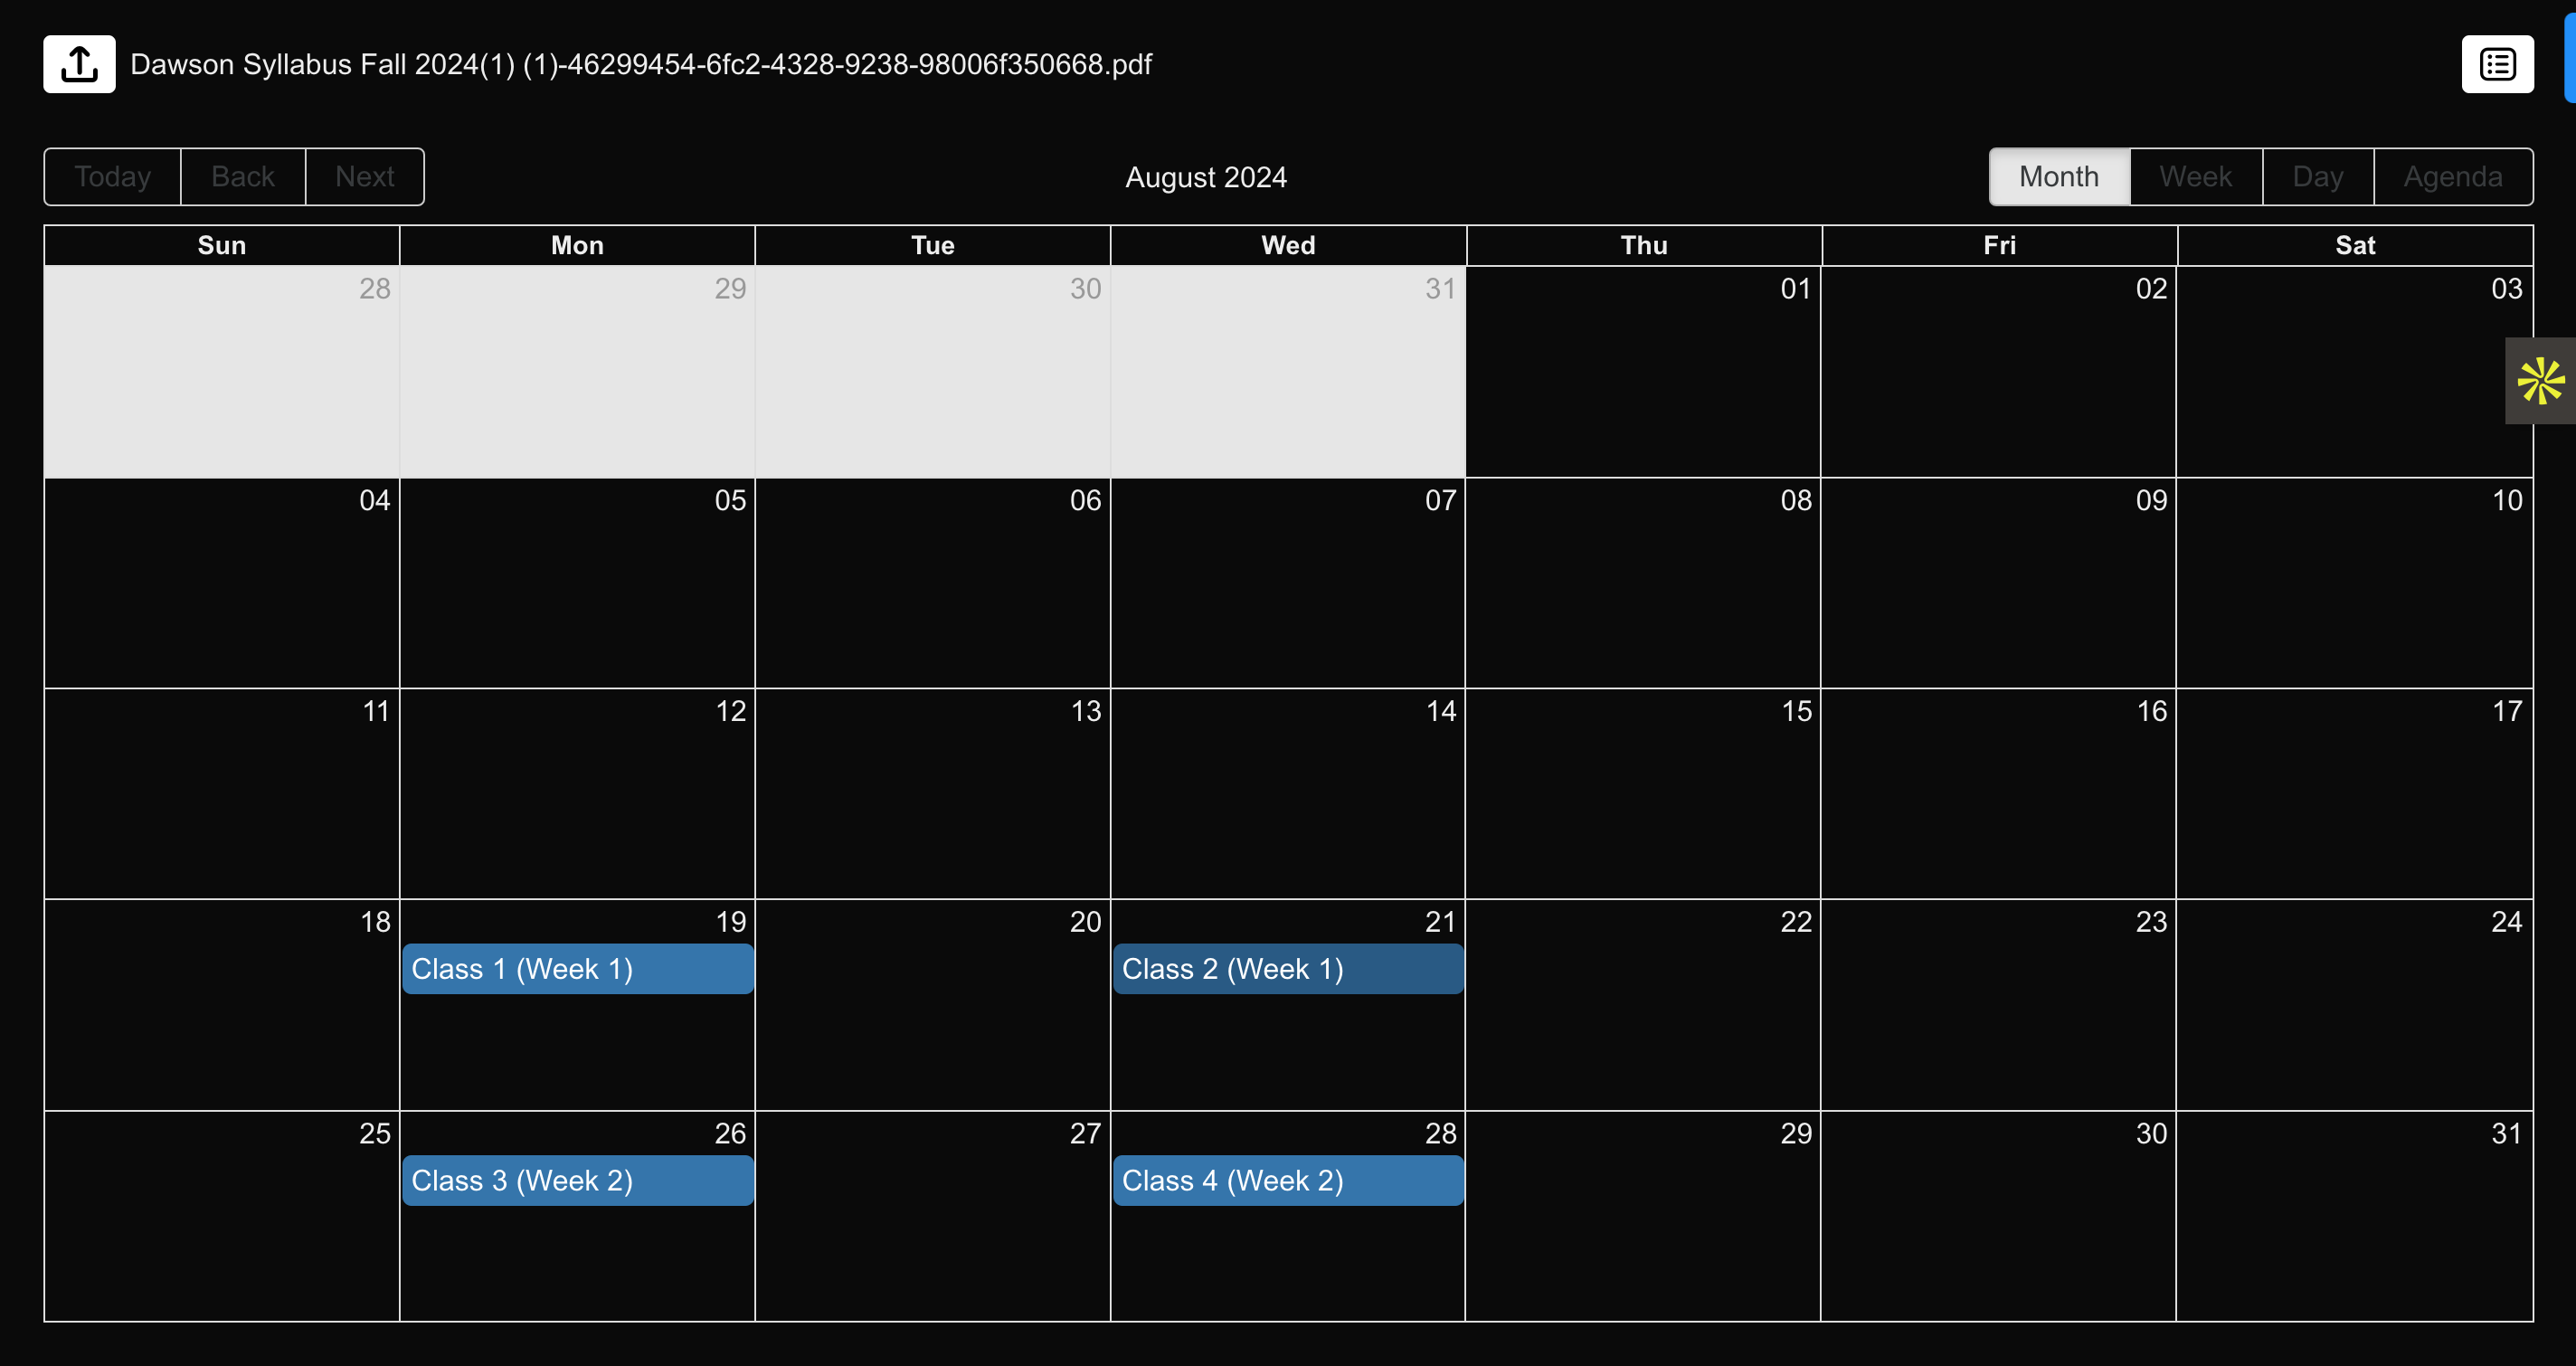 Dawson Syllabus Fall 2024(1) (1)-46299454-6fc2-4328-9238-98006f350668.pdf
Today Back Next August 2024 Month Week Day Agenda
Sun Mon Tue Wed Thu Fri Sat
28 29 30 31 01 02 03
04 05 06 07 08 09 10
11 12 13 14 15 16 17
18 19 20 21 22 23 24
Class 1 (Week 1) Class 2 (Week 1)
25 26 27 28 29 30 31
Class 3 (Week 2) Class 4 (Week 2)